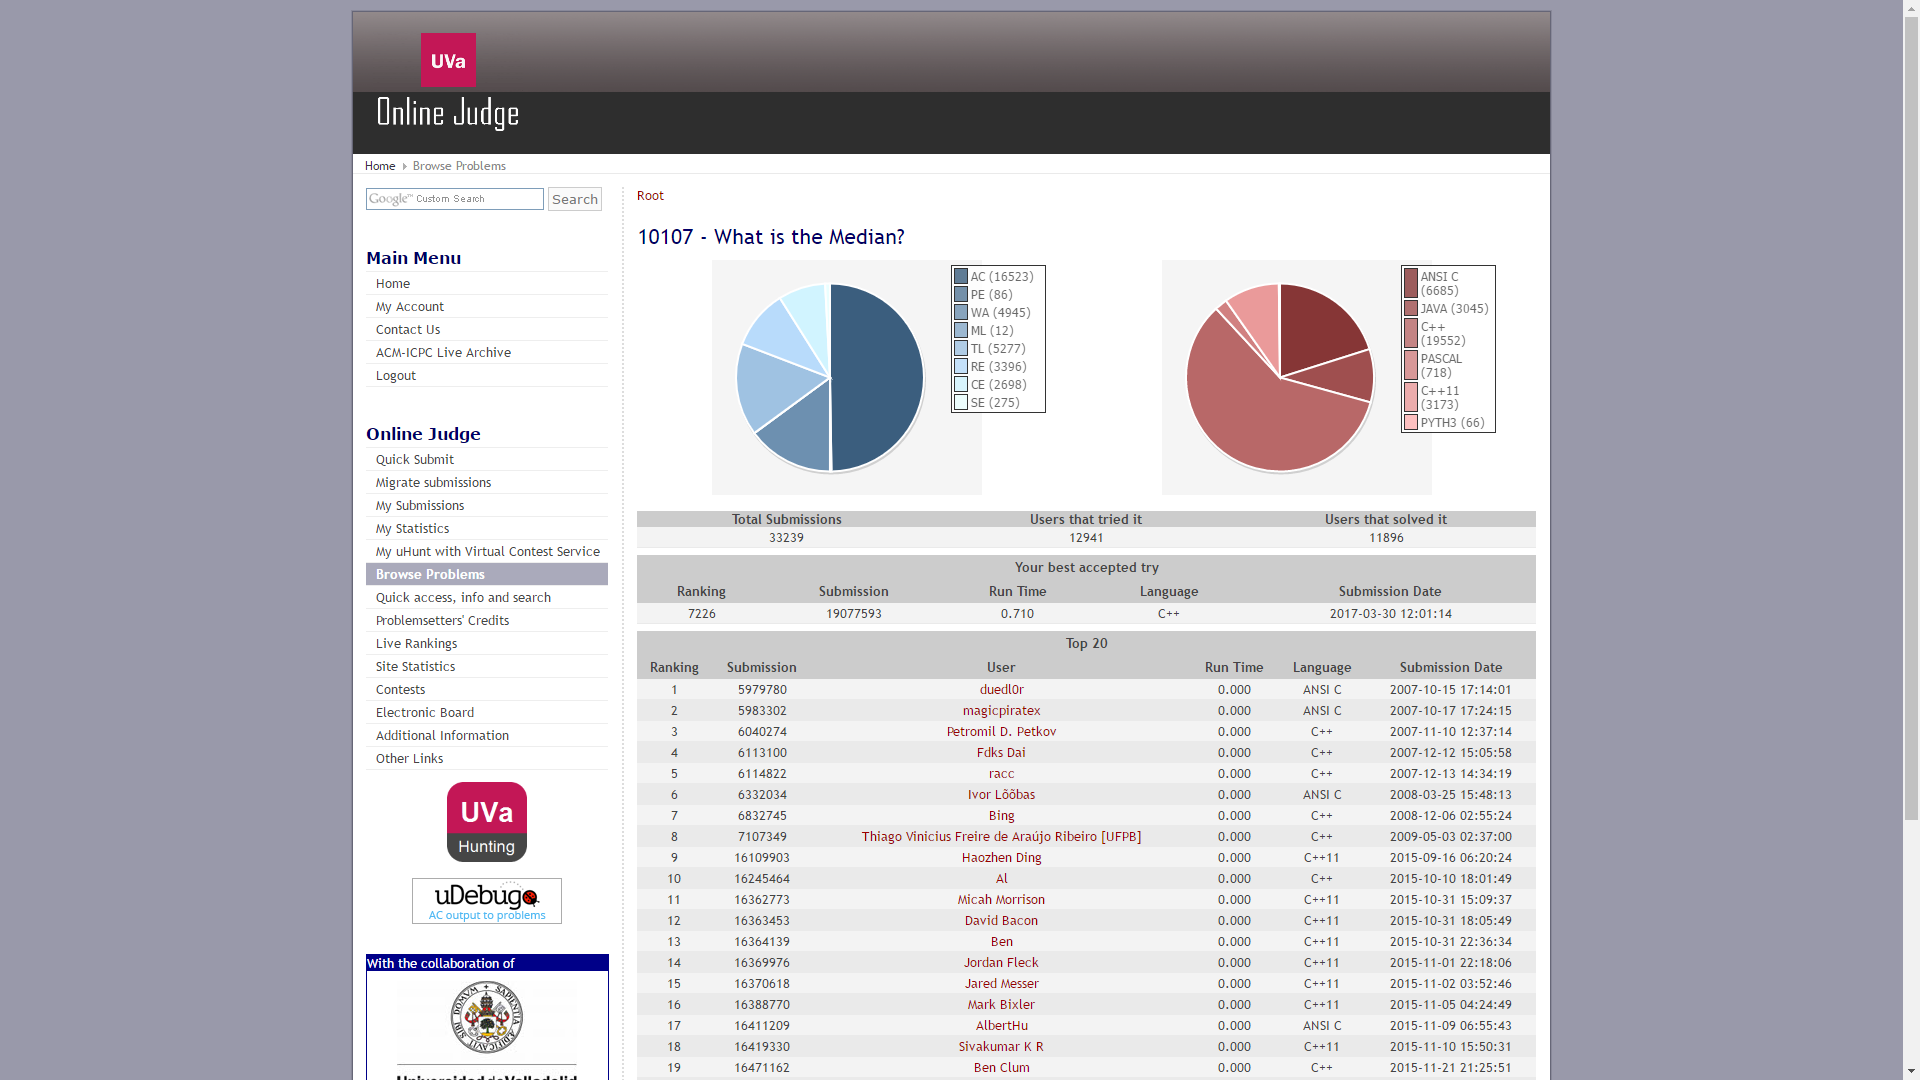 UVa
Online Judge
Home Browse Problems
Google™ Custom Search Search
Main Menu
Home
My Account
Contact Us
ACM-ICPC Live Archive
Logout
Online Judge
Quick Submit
Migrate submissions
My Submissions
My Statistics
My uHunt with Virtual Contest Service
Browse Problems
Quick access, info and search
Problemsetters' Credits
Live Rankings
Site Statistics
Contests
Electronic Board
Additional Information
Other Links
UVa
Hunting
uDebug
AC output to problems
With the collaboration of
Universidad de Valladolid
Root
10107 - What is the Median?
AC (16523)
PE (86)
WA (4945)
ML (12)
TL (5277)
RE (3396)
CE (2698)
SE (275)
ANSI C
(6685)
JAVA (3045)
C++
(19552)
PASCAL
(718)
C++11
(3173)
PYTH3 (66)
Total Submissions Users that tried it Users that solved it
33239 12941 11896
Your best accepted try
Ranking Submission Run Time Language Submission Date
7226 19077593 0.710 C++ 2017-03-30 12:01:14
Top 20
Ranking Submission User Run Time Language Submission Date
1 5979780 duedl0r 0.000 ANSI C 2007-10-15 17:14:01
2 5983302 magicpiratex 0.000 ANSI C 2007-10-17 17:24:15
3 6040274 Petromil D. Petkov 0.000 C++ 2007-11-10 12:37:14
4 6113100 Fdks Dai 0.000 C++ 2007-12-12 15:05:58
5 6114822 racc 0.000 C++ 2007-12-13 14:34:19
6 6332034 Ivor Lõõbas 0.000 ANSI C 2008-03-25 15:48:13
7 6832745 Bing 0.000 C++ 2008-12-06 02:55:24
8 7107349 Thiago Vinicius Freire de Araújo Ribeiro [UFPB] 0.000 C++ 2009-05-03 02:37:00
9 16109903 Haozhen Ding 0.000 C++11 2015-09-16 06:20:24
10 16245464 Al 0.000 C++ 2015-10-10 18:01:49
11 16362773 Micah Morrison 0.000 C++11 2015-10-31 15:09:37
12 16363453 David Bacon 0.000 C++11 2015-10-31 18:05:49
13 16364139 Ben 0.000 C++11 2015-10-31 22:36:34
14 16369976 Jordan Fleck 0.000 C++11 2015-11-01 22:18:06
15 16370618 Jared Messer 0.000 C++11 2015-11-02 03:52:46
16 16388770 Mark Bixler 0.000 C++11 2015-11-05 04:24:49
17 16411209 AlbertHu 0.000 ANSI C 2015-11-09 06:55:43
18 16419330 Sivakumar K R 0.000 C++11 2015-11-10 15:50:31
19 16471162 Ben Clum 0.000 C++ 2015-11-21 21:25:51